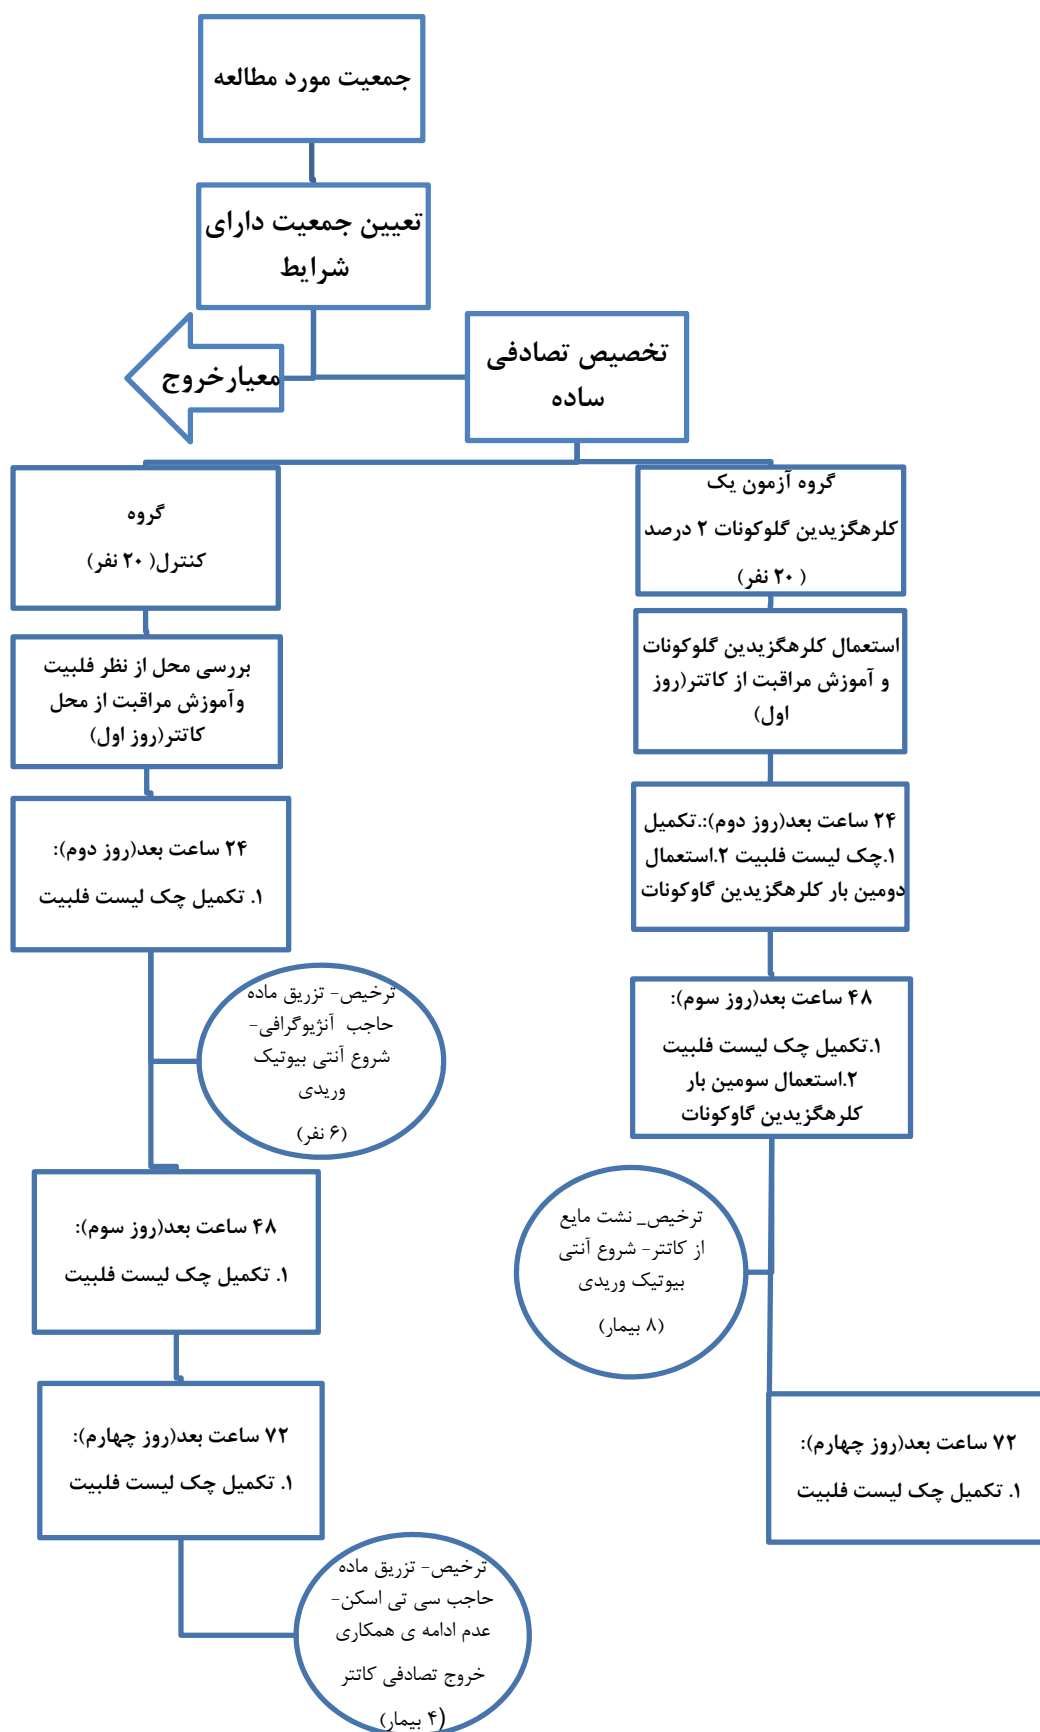 جمعیت مورد مطالعه
تعیین جمعیت دارای
شرایط
معیارخروج
تخصیص تصادفی
ساده
گروه آزمون یک
کلرهگزیدین گلوکونات ۲ درصد
(۲۰ نفر)
استعمال کلرهگزیدین گلوکونات
و آموزش مراقبت از کاتتر(روز
اول)
۲۴ ساعت بعد(روز دوم):.تکمیل
۱.چک لیست فلبیت ۲.استعمال
دومین بار کلرهگزیدین گاوکونات
۴۸ ساعت بعد(روز سوم):
۱.تکمیل چک لیست فلبیت
۲.استعمال سومین بار
کلرهگزیدین گاوکونات
ترخیص_ نشت مایع
از کاتتر- شروع آنتی
بیوتیک وریدی
(۸ بیمار)
۷۲ ساعت بعد(روز چهارم):
۱. تکمیل چک لیست فلبیت
گروه
کنترل( ۲۰ نفر)
بررسی محل از نظر فلبیت
وآموزش مراقبت از محل
کاتتر(روز اول)
۲۴ ساعت بعد(روز دوم):
۱. تکمیل چک لیست فلبیت
ترخیص- تزریق ماده
حاجب آنژیوگرافی-
شروع آنتی بیوتیک
وریدی
(۶ نفر)
۴۸ ساعت بعد(روز سوم):
۱. تکمیل چک لیست فلبیت
۷۲ ساعت بعد(روز چهارم):
۱. تکمیل چک لیست فلبیت
ترخیص- تزریق ماده
حاجب سی تی اسکن-
عدم ادامه ی همکاری
خروج تصادفی کاتتر
(۴ بیمار)